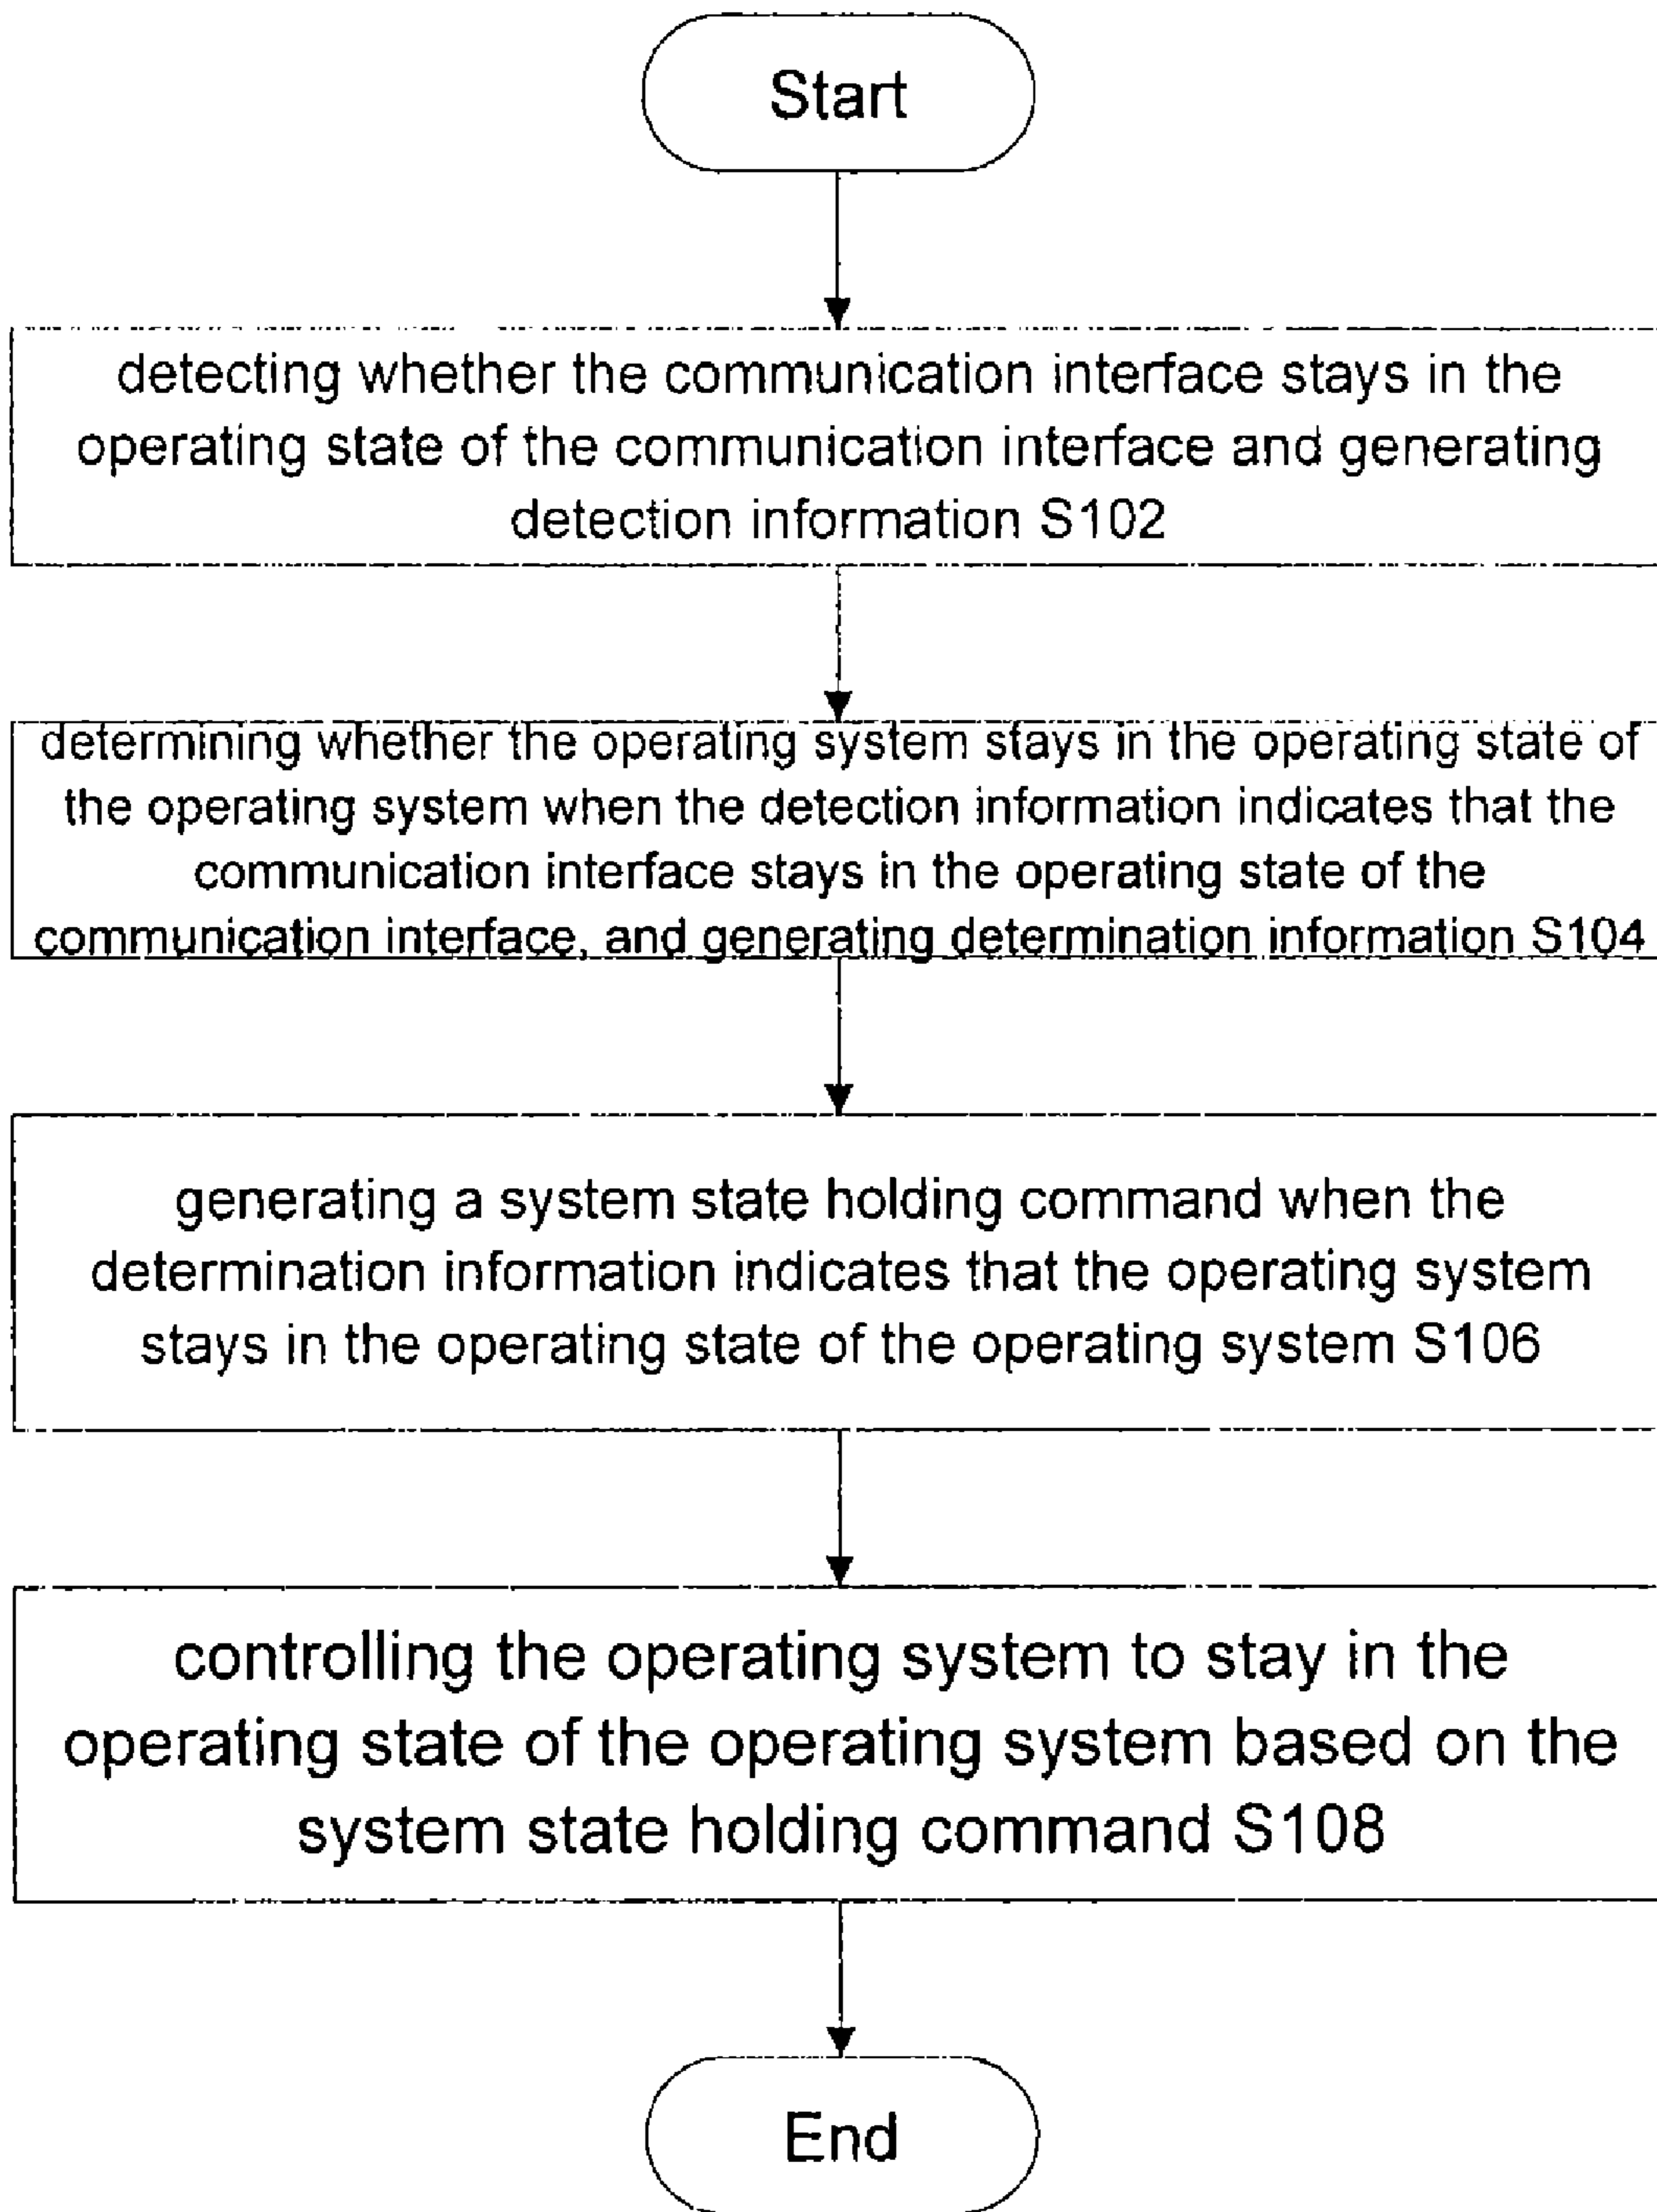 Start
detecting whether the communication interface stays in the
operating state of the communication interface and generating
detection information S102
determining whether the operating system stays in the operating state of
the operating system when the detection information indicates that the
communication interface stays in the operating state of the
communication interface, and generating determination information S104
generating a system state holding command when the
determination information indicates that the operating system
stays in the operating state of the operating system S106
controlling the operating system to stay in the
operating state of the operating system based on the
system state holding command S108
End